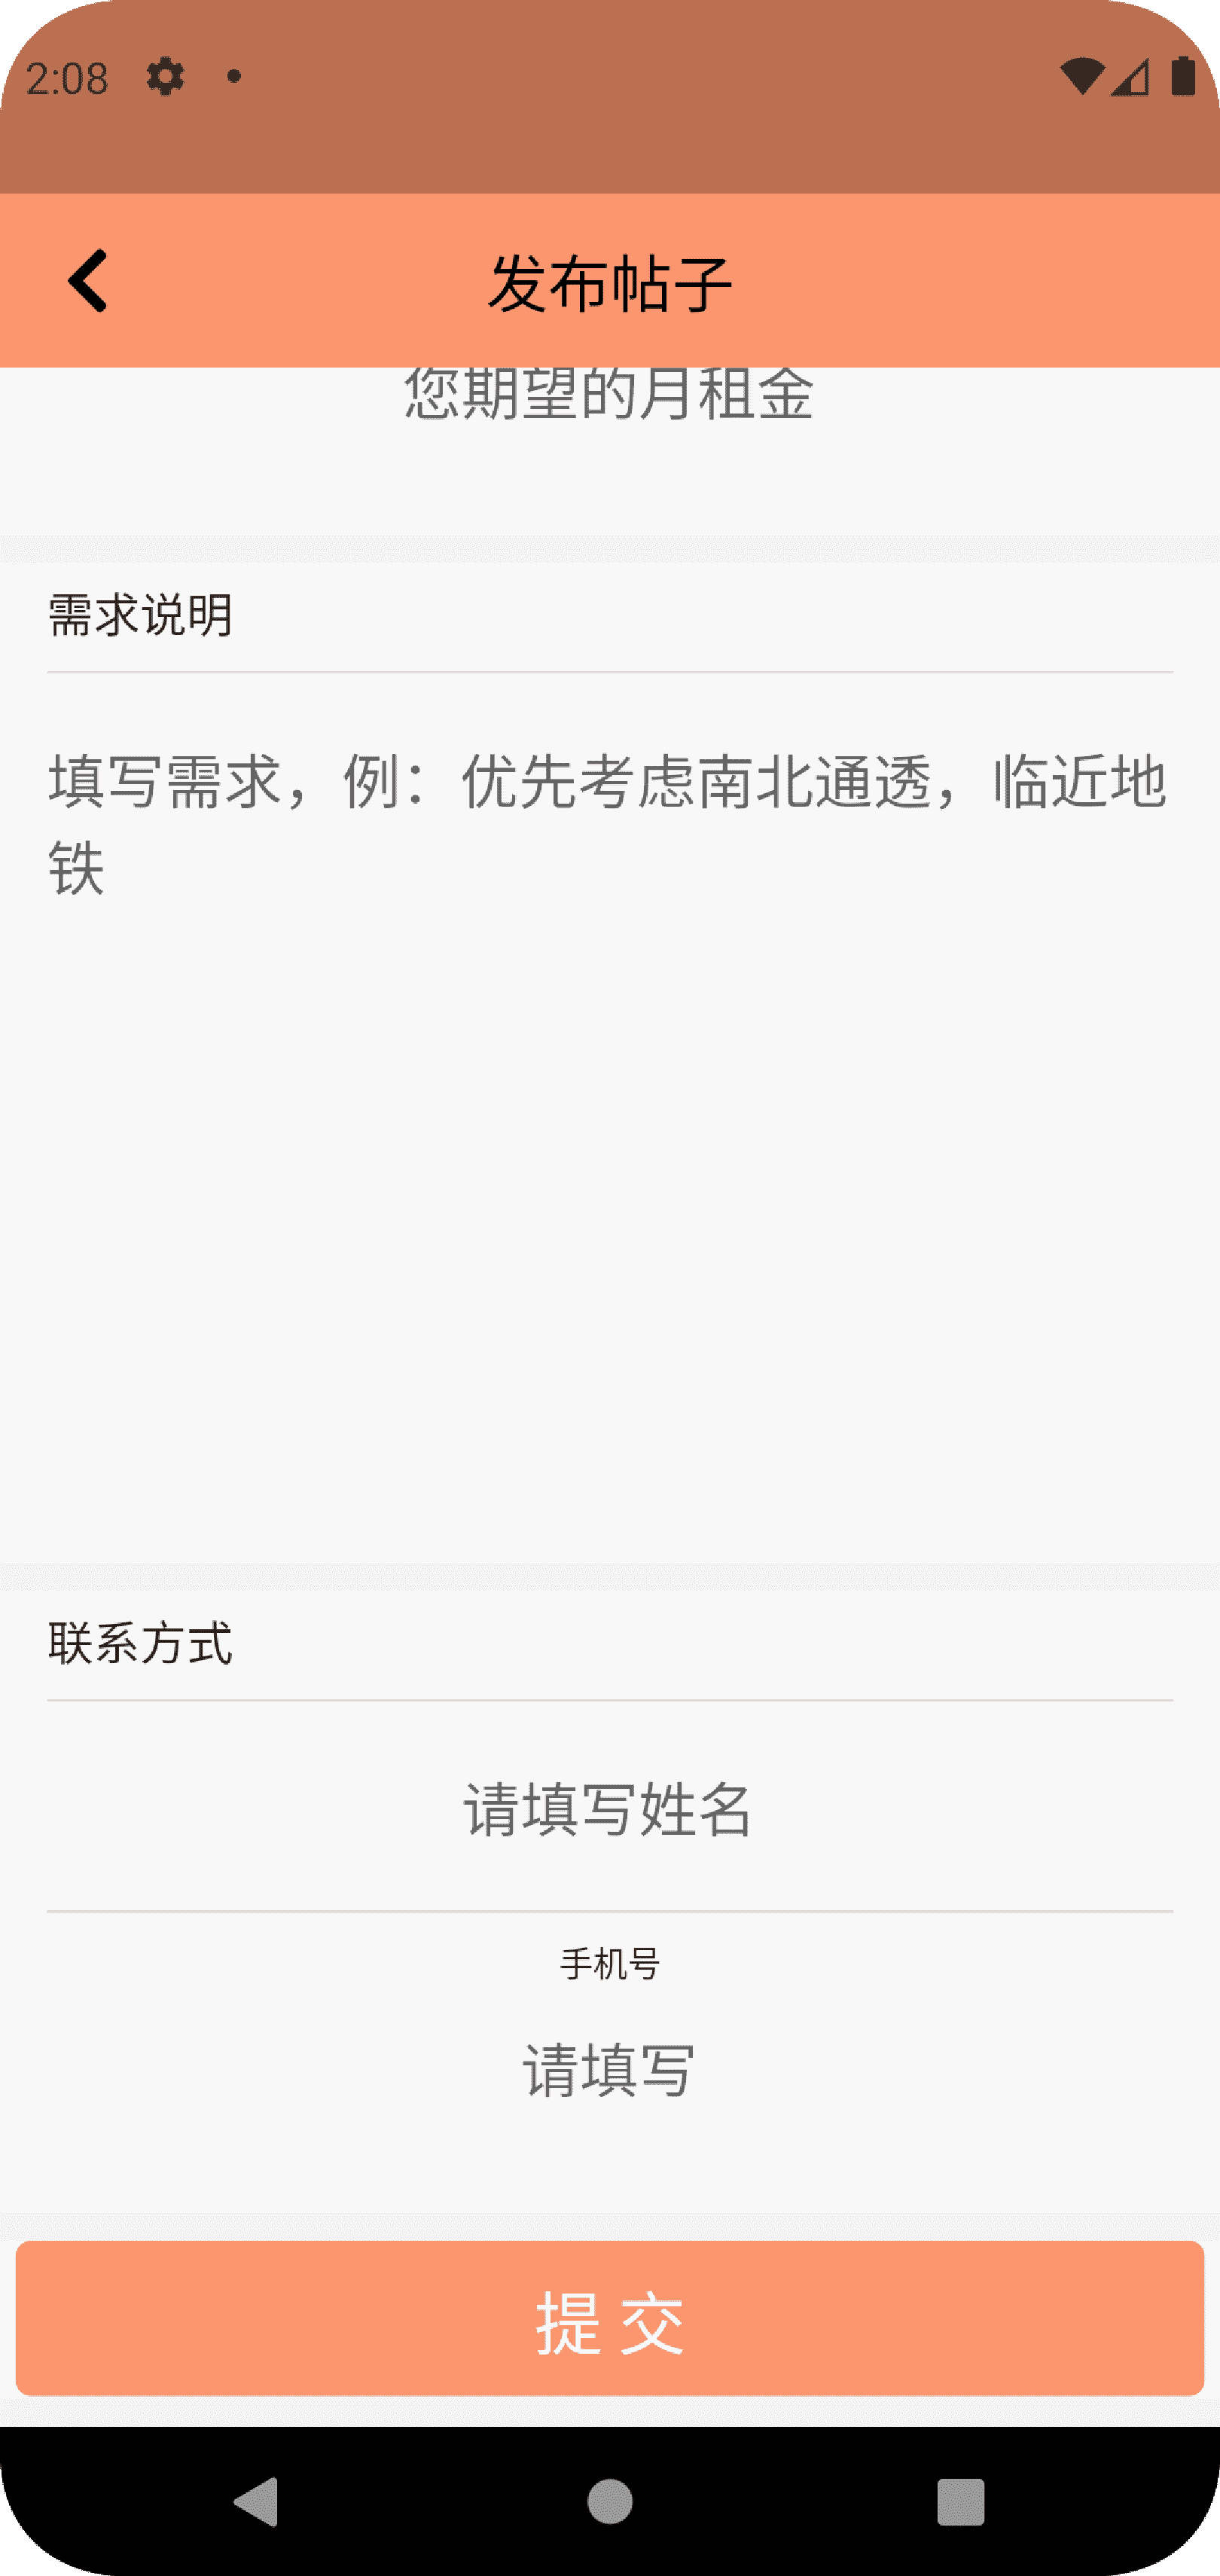 2:08
发布帖子
您期望的月租金
需求说明
填写需求，例：优先考虑南北通透，临近地
铁
联系方式
请填写姓名
手机号
请填写
提交